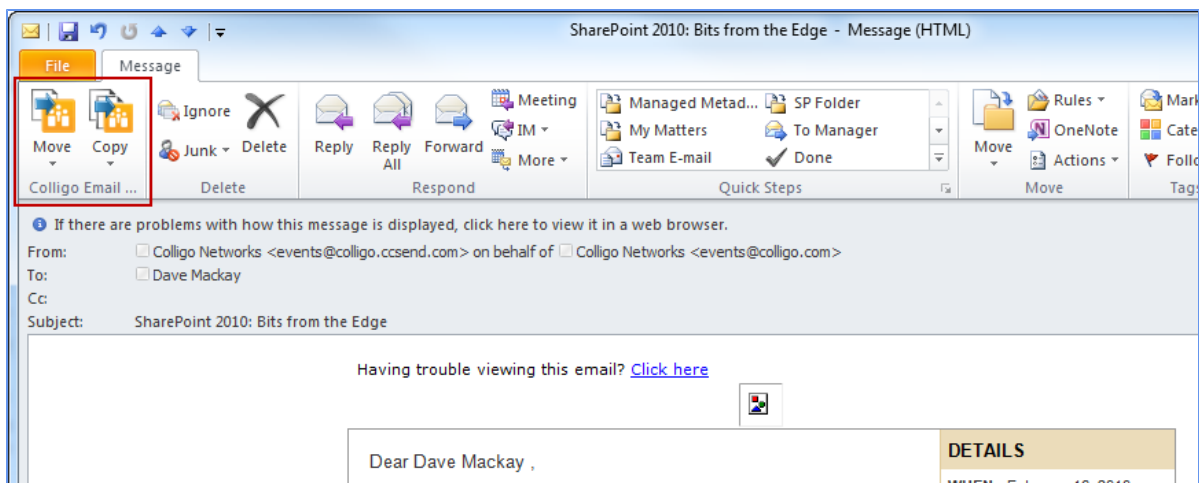 SharePoint 2010: Bits from the Edge - Message (HTML)
File Message
Move Copy
Colligo Email ...
Ignore
Junk
Delete
Delete
Reply
Reply All
Forward
Meeting
IM
More
Respond
Managed Metad... SP Folder
My Matters To Manager
Team E-mail Done
Quick Steps
Move
Rules
OneNote
Actions
Move
Mark
Cate
Follo
Tags
If there are problems with how this message is displayed, click here to view it in a web browser.
From: Colligo Networks <events@colligo.ccsend.com> on behalf of Colligo Networks <events@colligo.com>
To: Dave Mackay
Cc:
Subject: SharePoint 2010: Bits from the Edge
Having trouble viewing this email? Click here
Dear Dave Mackay ,
DETAILS